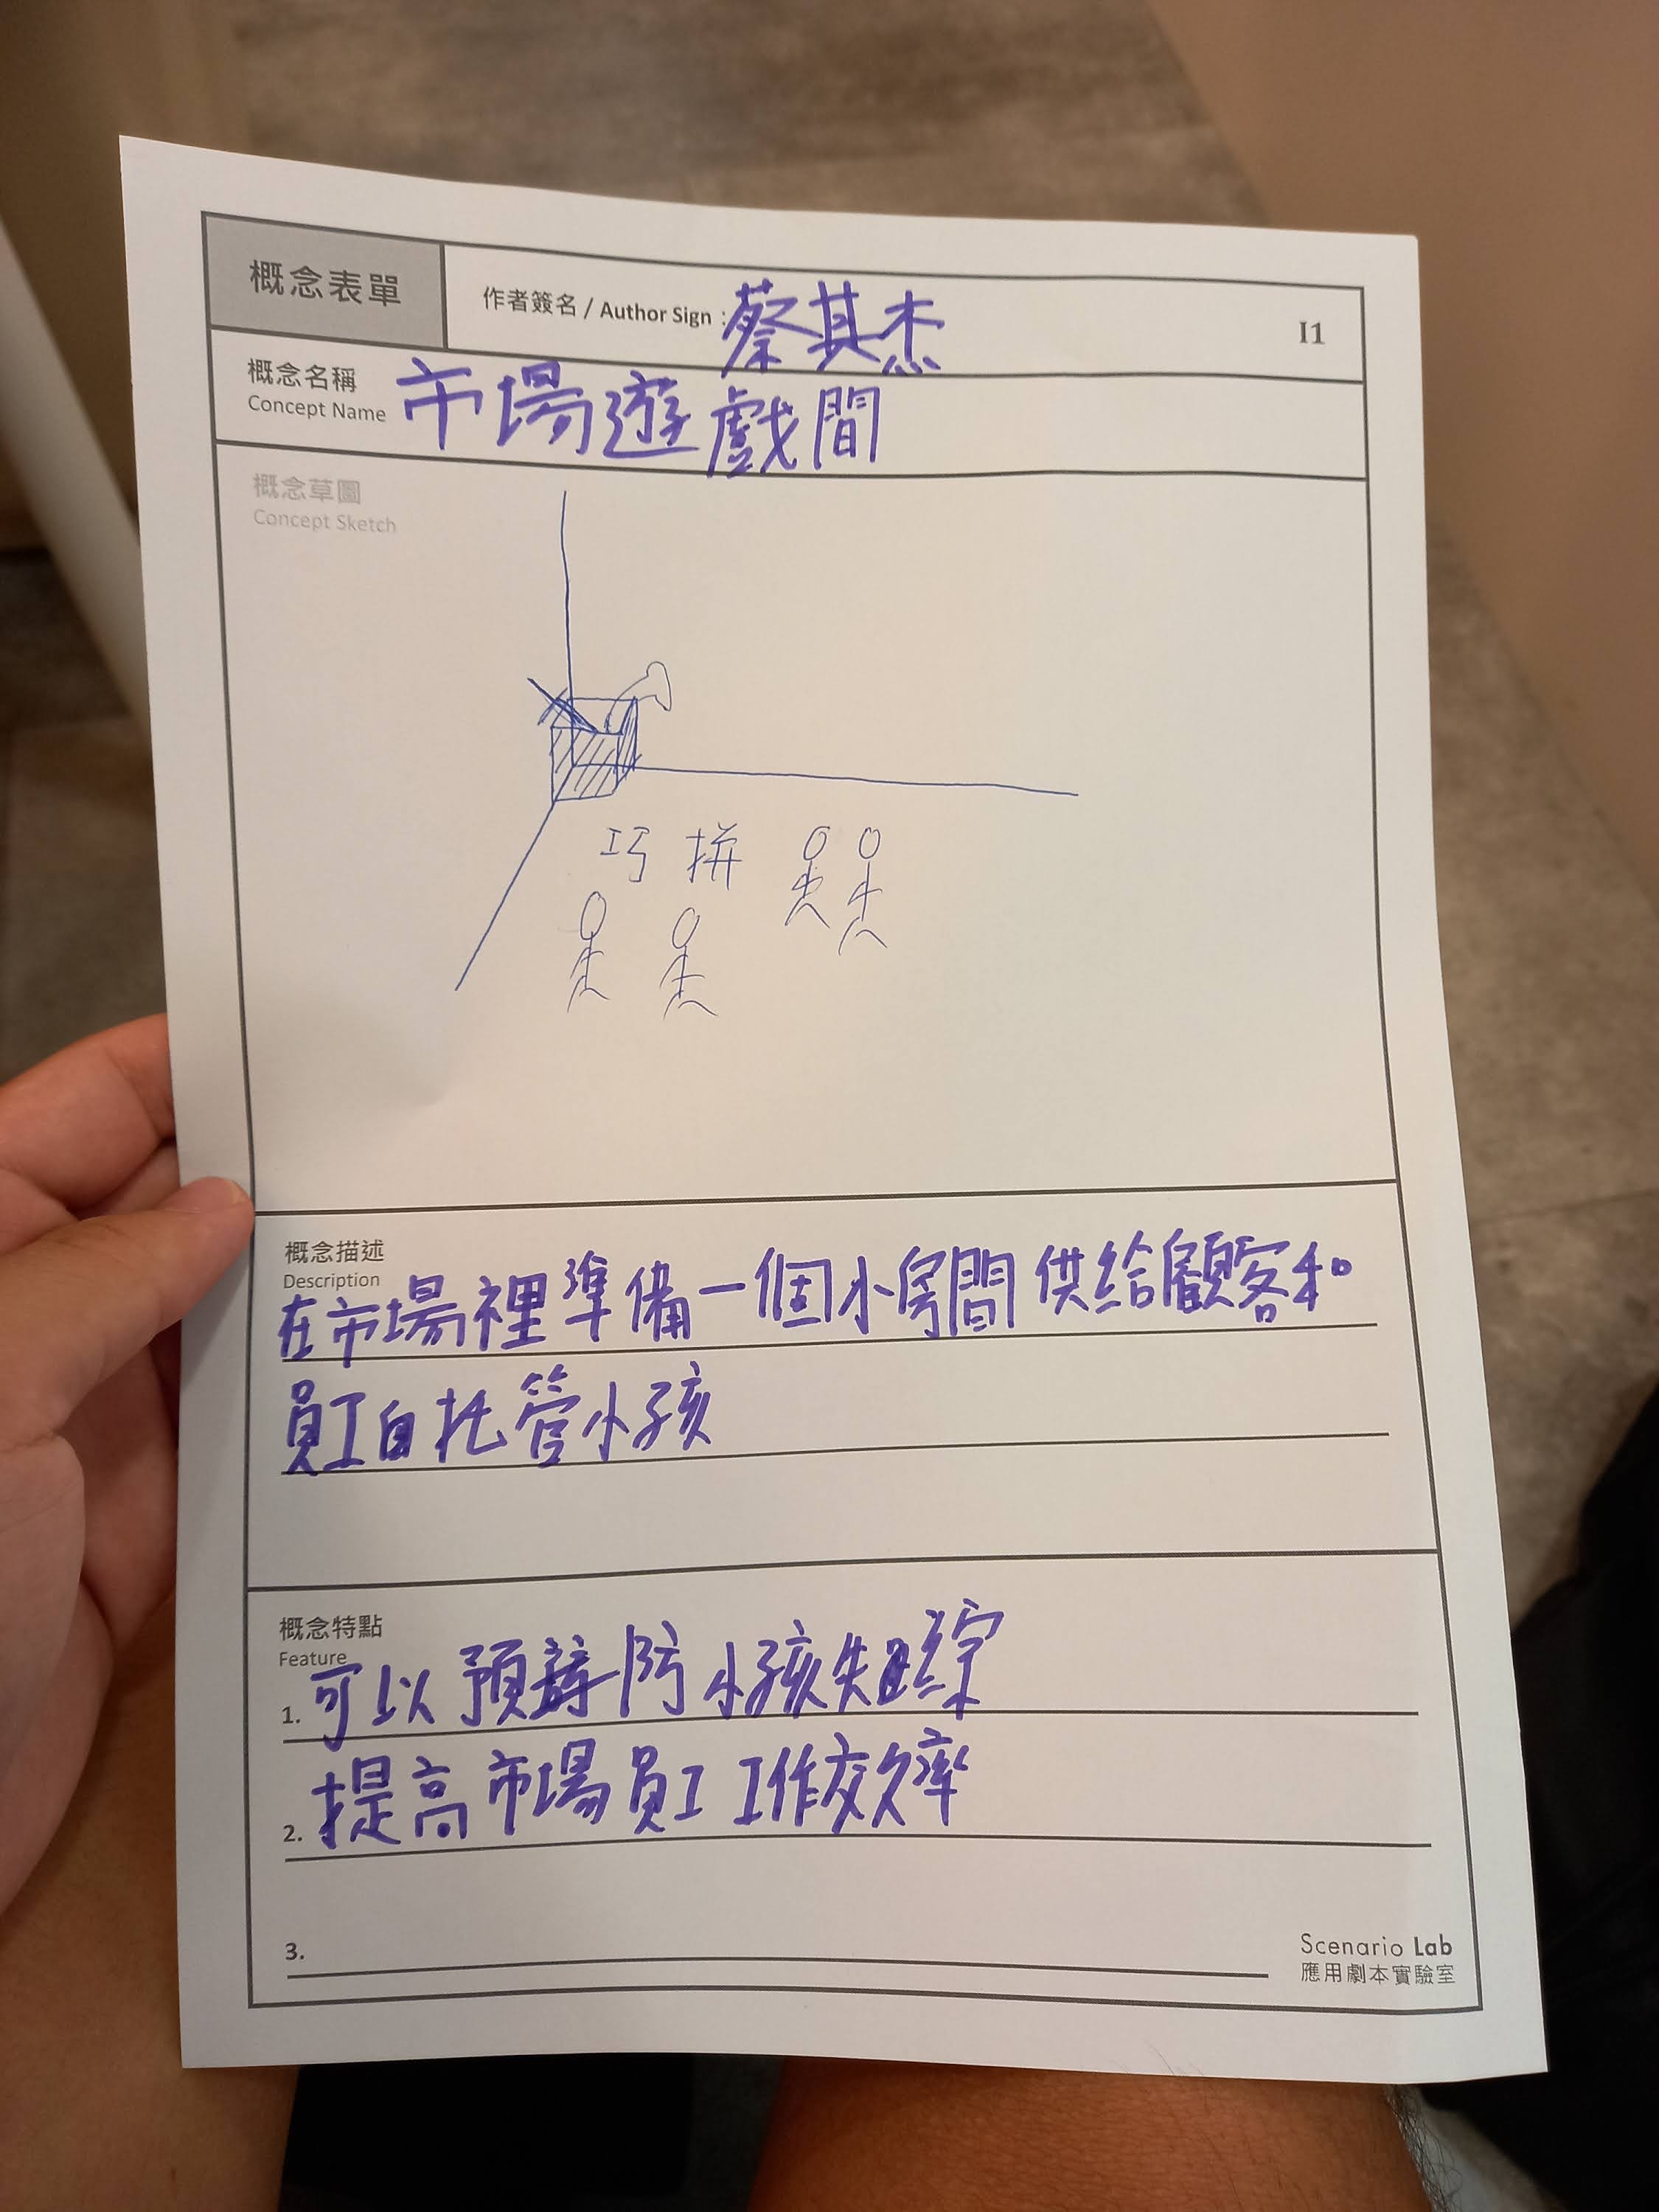 概念表單
作者簽名 / Author Sign : 蔡其杰
I1
概念名稱
Concept Name
市場遊戲間
概念草圖
Concept Sketch
巧拼
概念描述
Description
在市場裡準備一個小房間供給顧客和
員工自托管小孩
概念特點
Feature
1. 可以預防小孩失蹤
2. 提高市場員工工作效率
3.
Scenario Lab
應用劇本實驗室